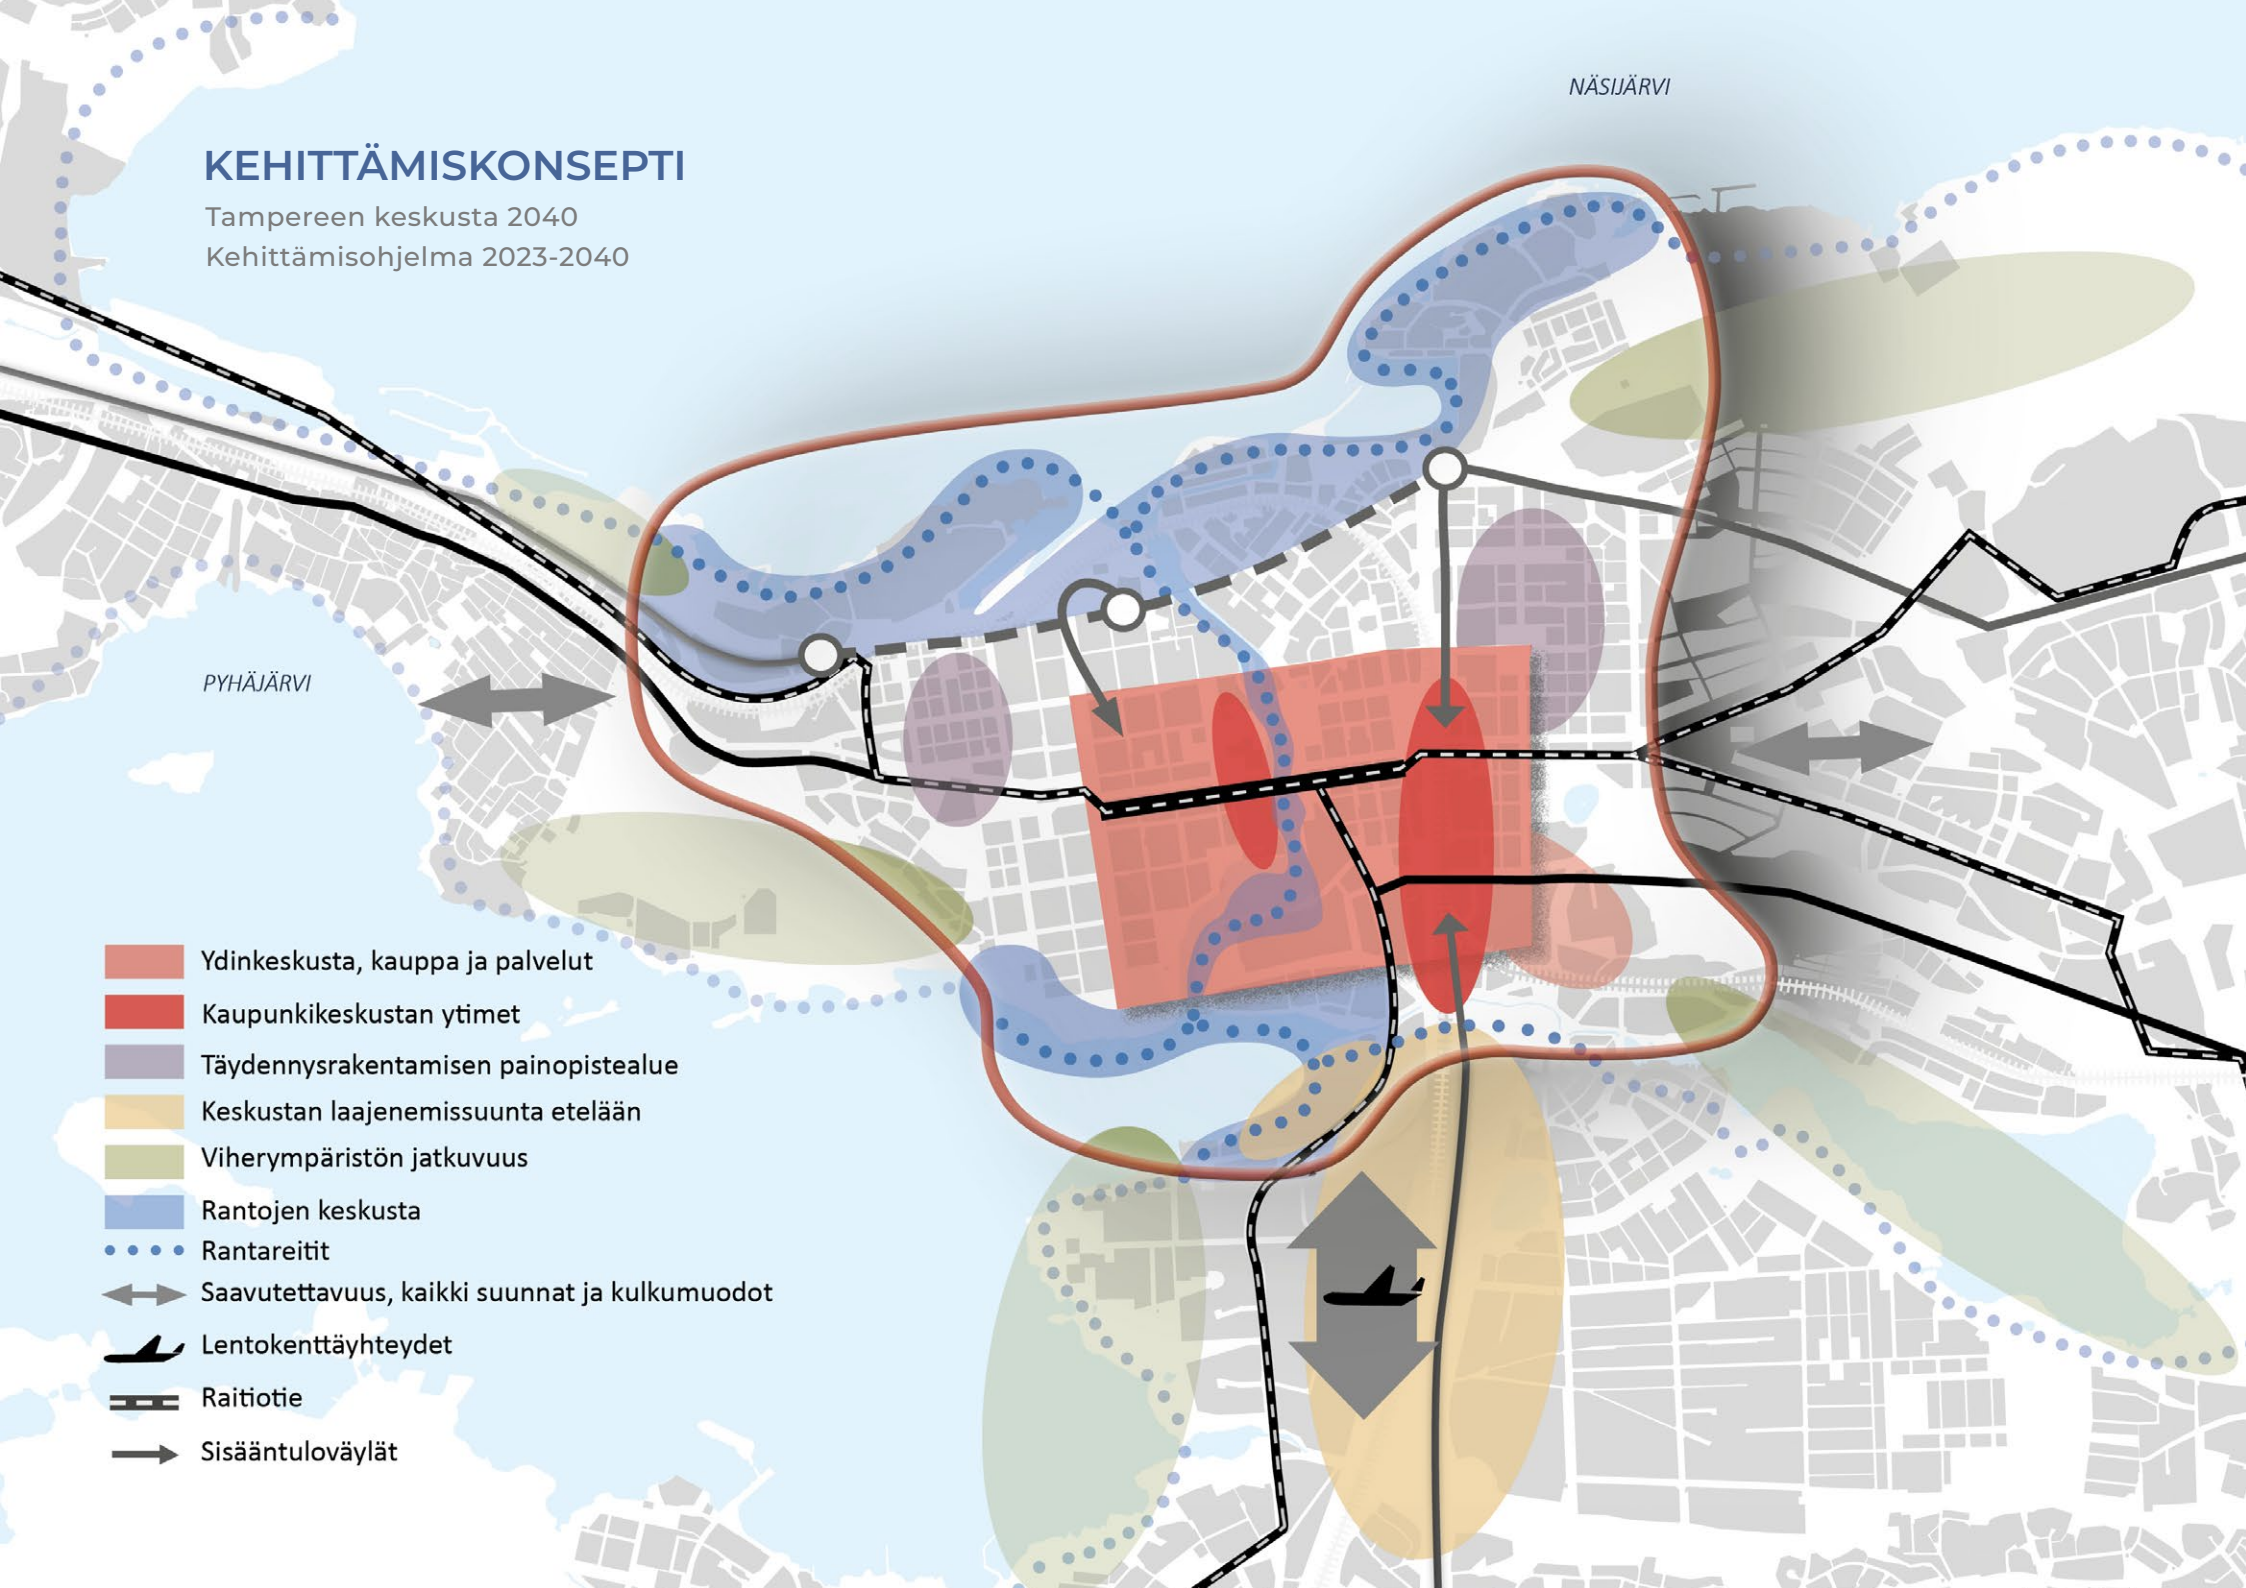 NÄSIJÄRVI
KEHITTÄMISKONSEPTI
Tampereen keskusta 2040
Kehittämisohjelma 2023-2040
PYHÄJÄRVI
Ydinkeskusta, kauppa ja palvelut
Kaupunkikeskustan ytimet
Täydennysrakentamisen painopistealue
Keskustan laajenemissuunta etelään
Viherympäristön jatkuvuus
Rantojen keskusta
Rantareitit
Saavutettavuus, kaikki suunnat ja kulkumuodot
Lentokenttäyhteydet
Raitiotie
Sisääntuloväylät